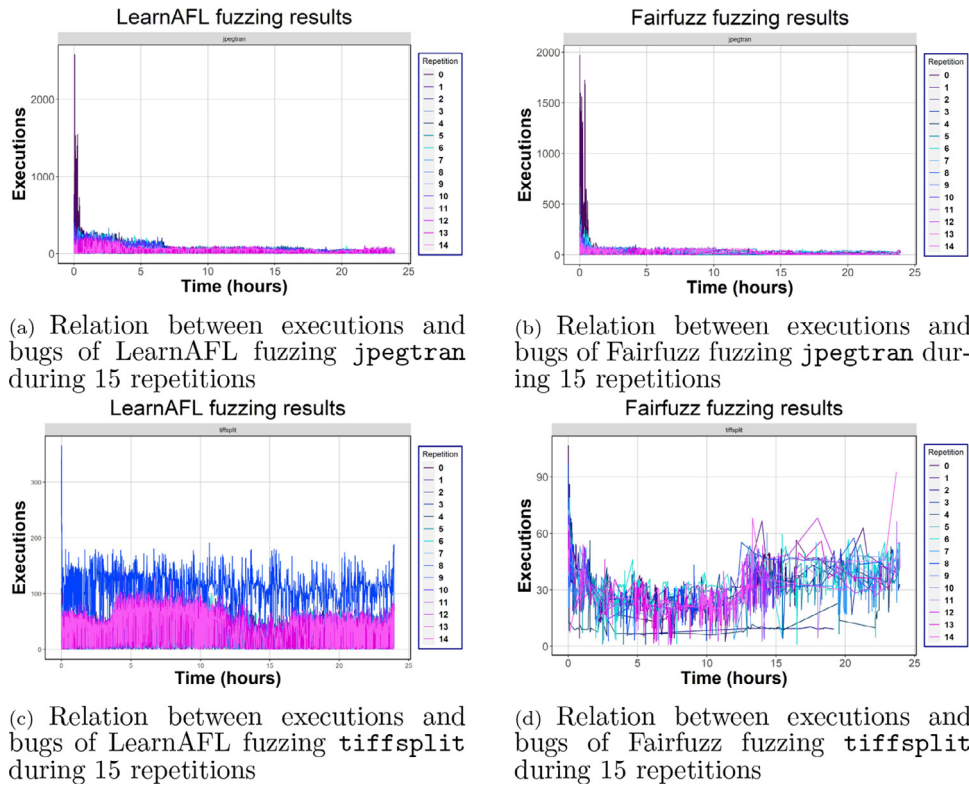 LearnAFL fuzzing results
jpegtran
Executions
2000
1000
0
0 5 10 15 20 25
Time (hours)
Repetition
0
1
2
3
4
5
6
7
8
9
10
11
12
13
14
(a) Relation between executions and
bugs of LearnAFL fuzzing jpegtran
during 15 repetitions
Fairfuzz fuzzing results
jpegtran
Executions
2000
1500
1000
500
0
0 5 10 15 20 25
Time (hours)
Repetition
0
1
2
3
4
5
6
7
8
9
10
11
12
13
14
(b) Relation between executions and
bugs of Fairfuzz fuzzing jpegtran dur-
ing 15 repetitions
LearnAFL fuzzing results
tiffsplit
Executions
300
200
100
0
0 5 10 15 20 25
Time (hours)
Repetition
0
1
2
3
4
5
6
7
8
9
10
11
12
13
14
(c) Relation between executions and
bugs of LearnAFL fuzzing tiffsplit
during 15 repetitions
Fairfuzz fuzzing results
tiffsplit
Executions
90
60
30
0
0 5 10 15 20 25
Time (hours)
Repetition
0
1
2
3
4
5
6
7
8
9
10
11
12
13
14
(d) Relation between executions and
bugs of Fairfuzz fuzzing tiffsplit
during 15 repetitions